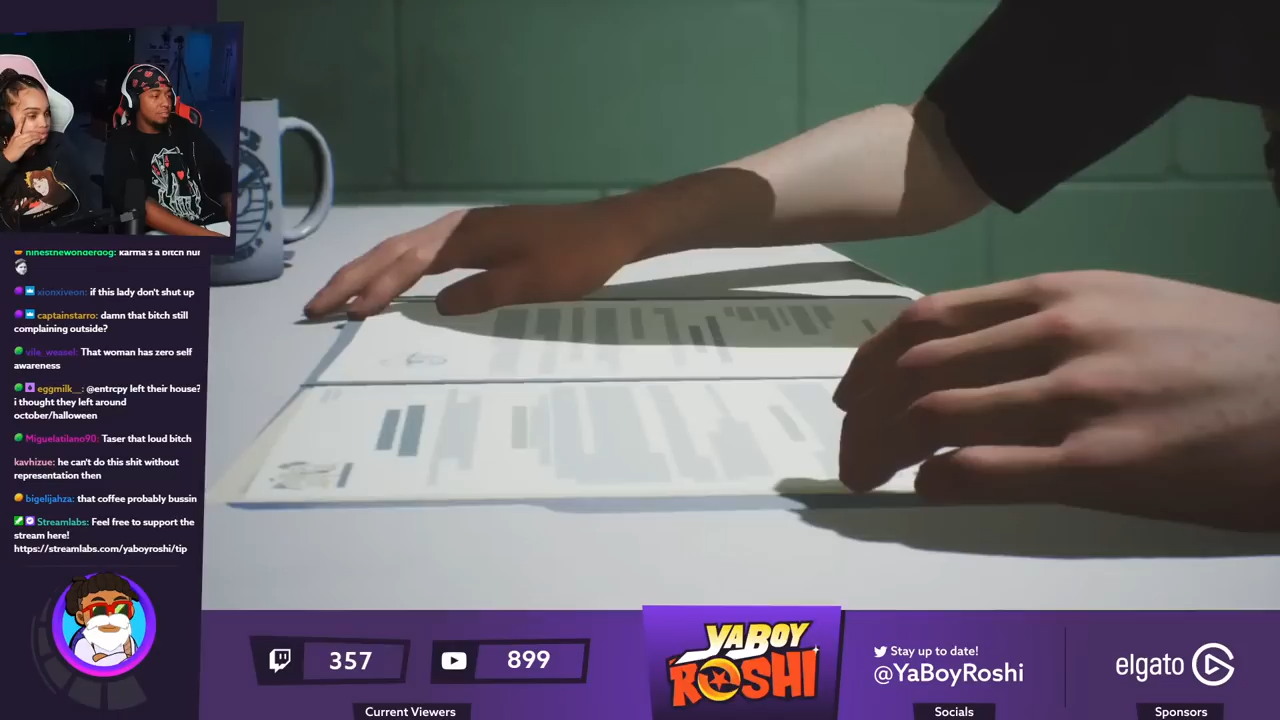 ninesthewonderdog: karma's a bitch huh
xionxiveon: if this lady don't shut up
captainstarro: damn that bitch still
complaining outside?
vile_weasel: That woman has zero self
awareness
eggmilk__: @entrcpy left their house?
i thought they left around
october/halloween
Miguelatilano90: Taser that loud bitch
kavhizue: he can't do this shit without
representation then
bigelijahza: that coffee probably bussin
Streamlabs: Feel free to support the
stream here!
https://streamlabs.com/yaboyroshi/tip
357
899
Current Viewers
YABOY
ROSHI
Stay up to date!
@YaBoyRoshi
Socials
elgato
Sponsors